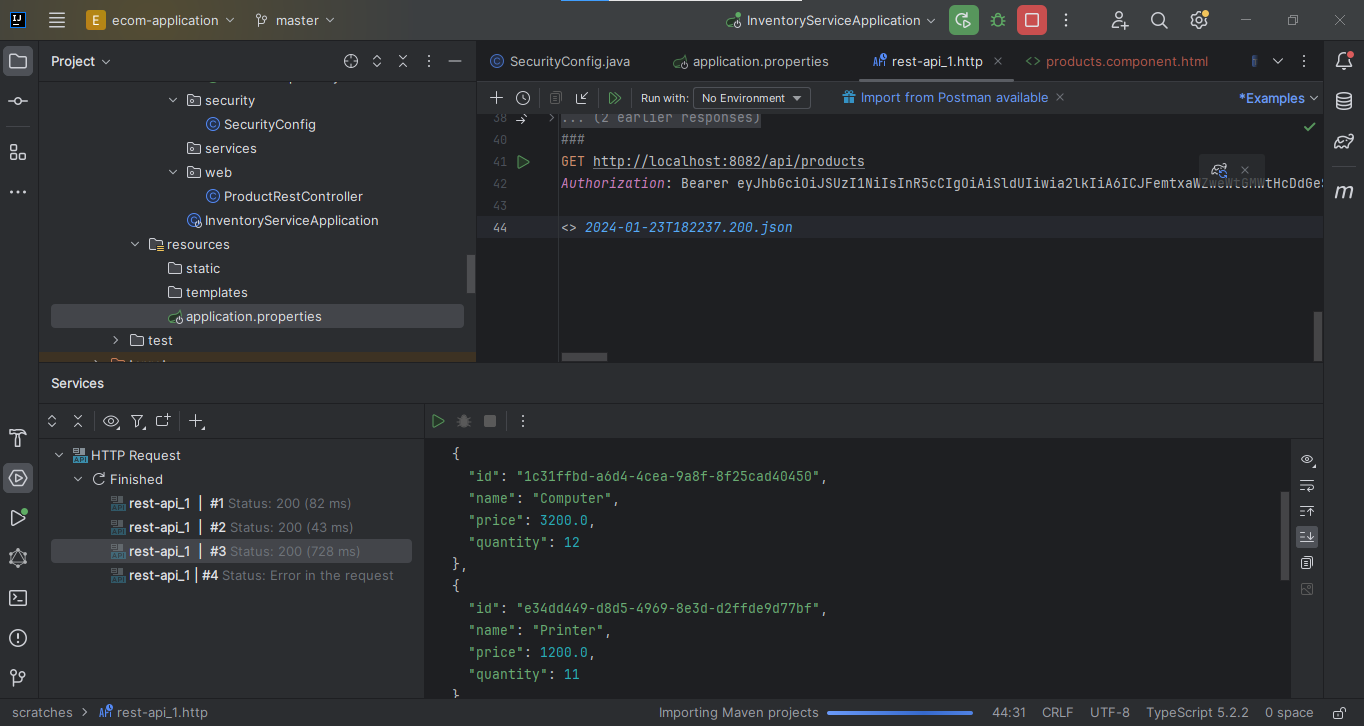 E ecom-application master InventoryServiceApplication
Project
security
SecurityConfig
services
web
ProductRestController
InventoryServiceApplication
resources
static
templates
application.properties
test
SecurityConfig.java application.properties rest-api_1.http products.component.html
Run with: No Environment Import from Postman available *Examples
38 ... (2 earlier responses)
40 ###
41 GET http://localhost:8082/api/products
42 Authorization: Bearer
43
44 <> 2024-01-23T182237.200.json
Services
HTTP Request
Finished
rest-api_1 | #1 Status: 200 (82 ms)
rest-api_1 | #2 Status: 200 (43 ms)
rest-api_1 | #3 Status: 200 (728 ms)
rest-api_1 | #4 Status: Error in the request
{
"id": "1c31ffbd-a6d4-4cea-9a8f-8f25cad40450",
"name": "Computer",
"price": 3200.0,
"quantity": 12
},
{
"id": "e34dd449-d8d5-4969-8e3d-d2ffde9d77bf",
"name": "Printer",
"price": 1200.0,
"quantity": 11
}
scratches > rest-api_1.http Importing Maven projects 44:31 CRLF UTF-8 TypeScript 5.2.2 0 space